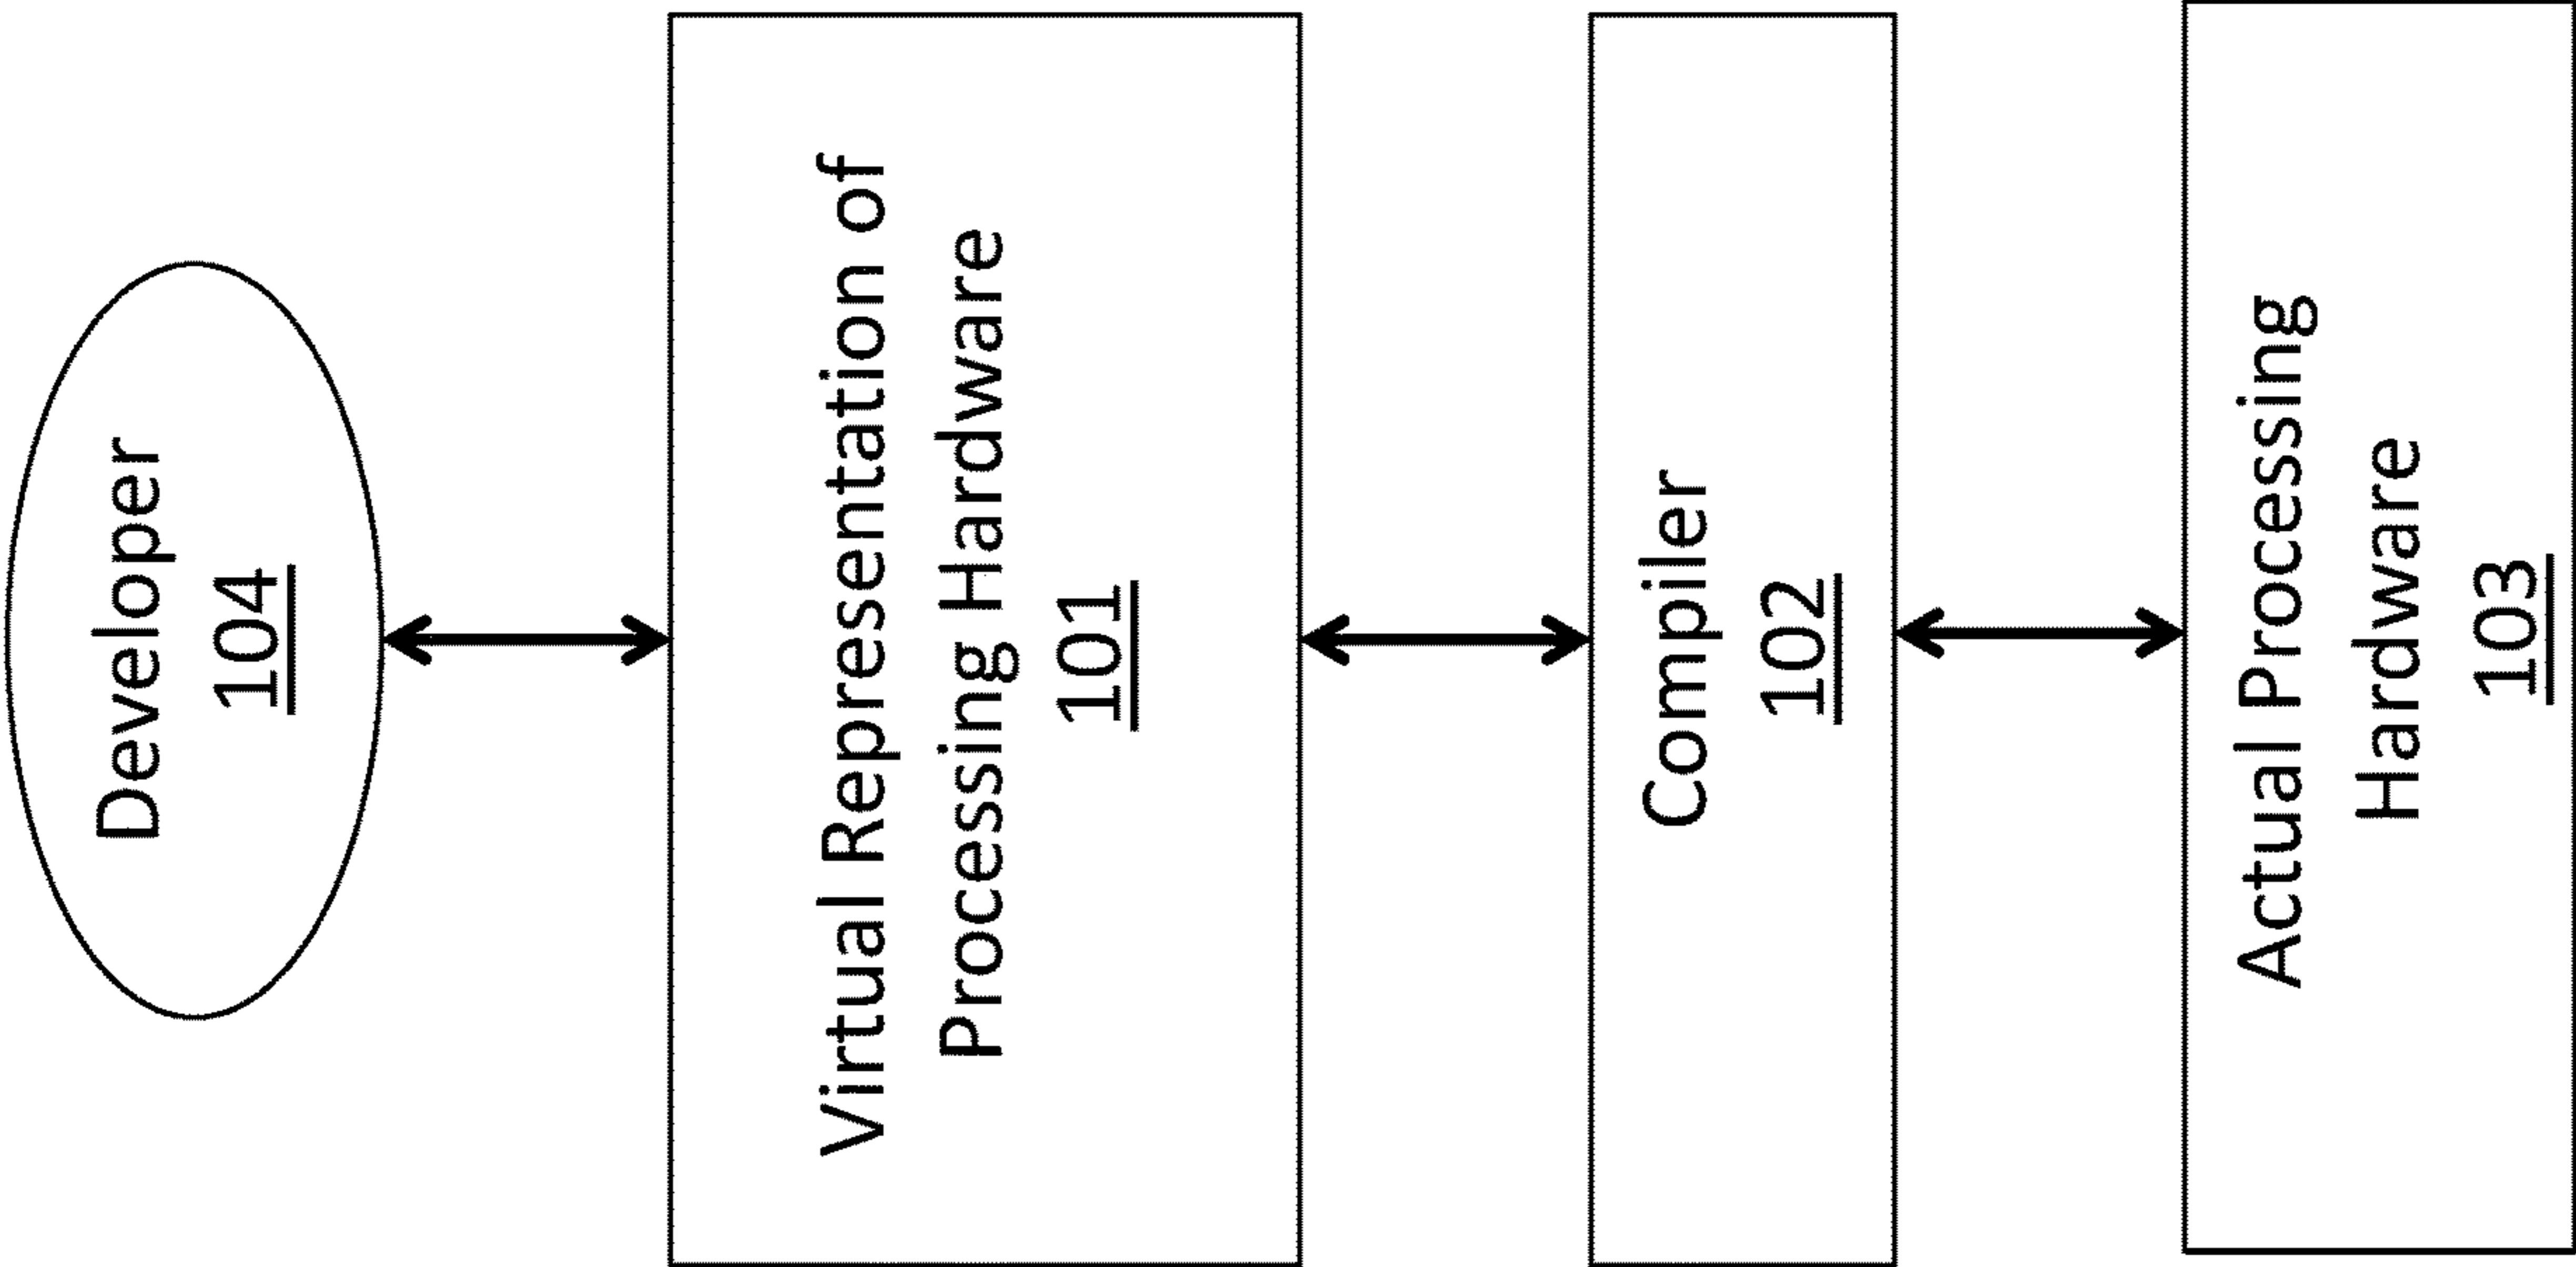 Developer
104
Virtual Representation of
Processing Hardware
101
Compiler
102
Actual Processing
Hardware
103